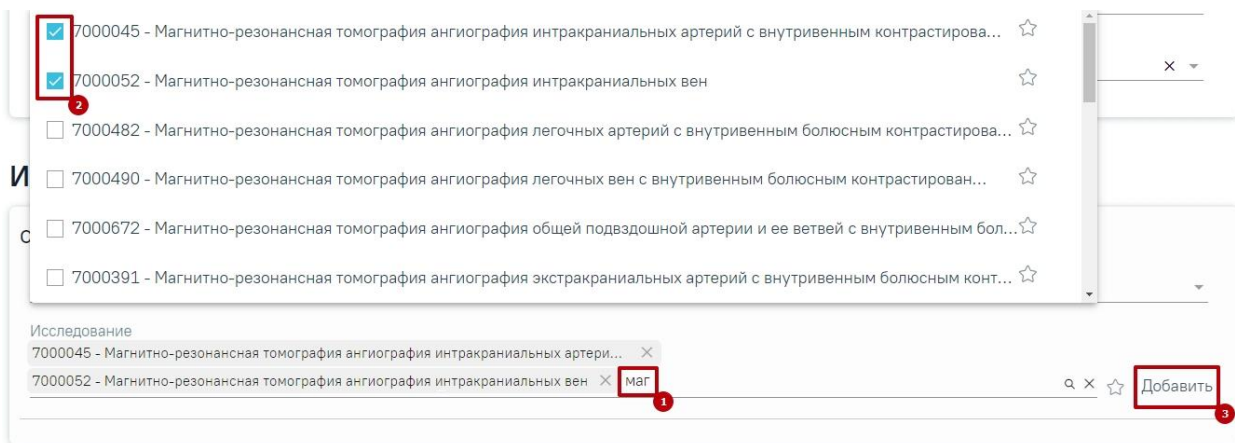 7000045 - Магнитно-резонансная томография ангиография интракраниальных артерий с внутривенным контрастирова...
7000052 - Магнитно-резонансная томография ангиография интракраниальных вен
2
7000482 - Магнитно-резонансная томография ангиография легочных артерий с внутривенным болюсным контрастирова...
И
7000490 - Магнитно-резонансная томография ангиография легочных вен с внутривенным болюсным контрастирован...
7000672 - Магнитно-резонансная томография ангиография общей подвздошной артерии и ее ветвей с внутривенным бол...
7000391 - Магнитно-резонансная томография ангиография экстракраниальных артерий с внутривенным болюсным конт...
Исследование
7000045 - Магнитно-резонансная томография ангиография интракраниальных артери...
7000052 - Магнитно-резонансная томография ангиография интракраниальных вен маг
1
Добавить
3